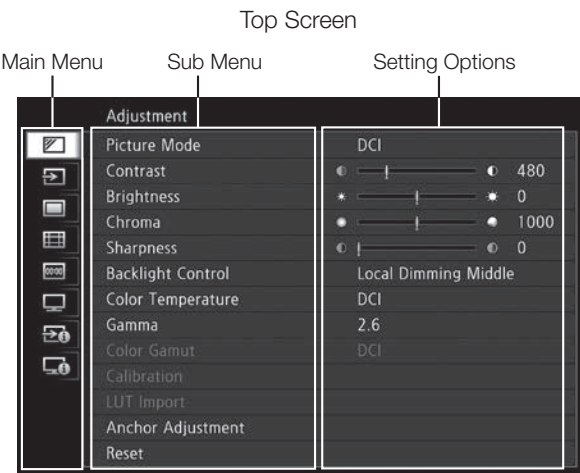 Top Screen
Main Menu Sub Menu Setting Options
Adjustment
Picture Mode DCI
Contrast 480
Brightness 0
Chroma 1000
Sharpness 0
Backlight Control Local Dimming Middle
Color Temperature DCI
Gamma 2.6
Color Gamut DCI
Calibration
LUT Import
Anchor Adjustment
Reset
00:00